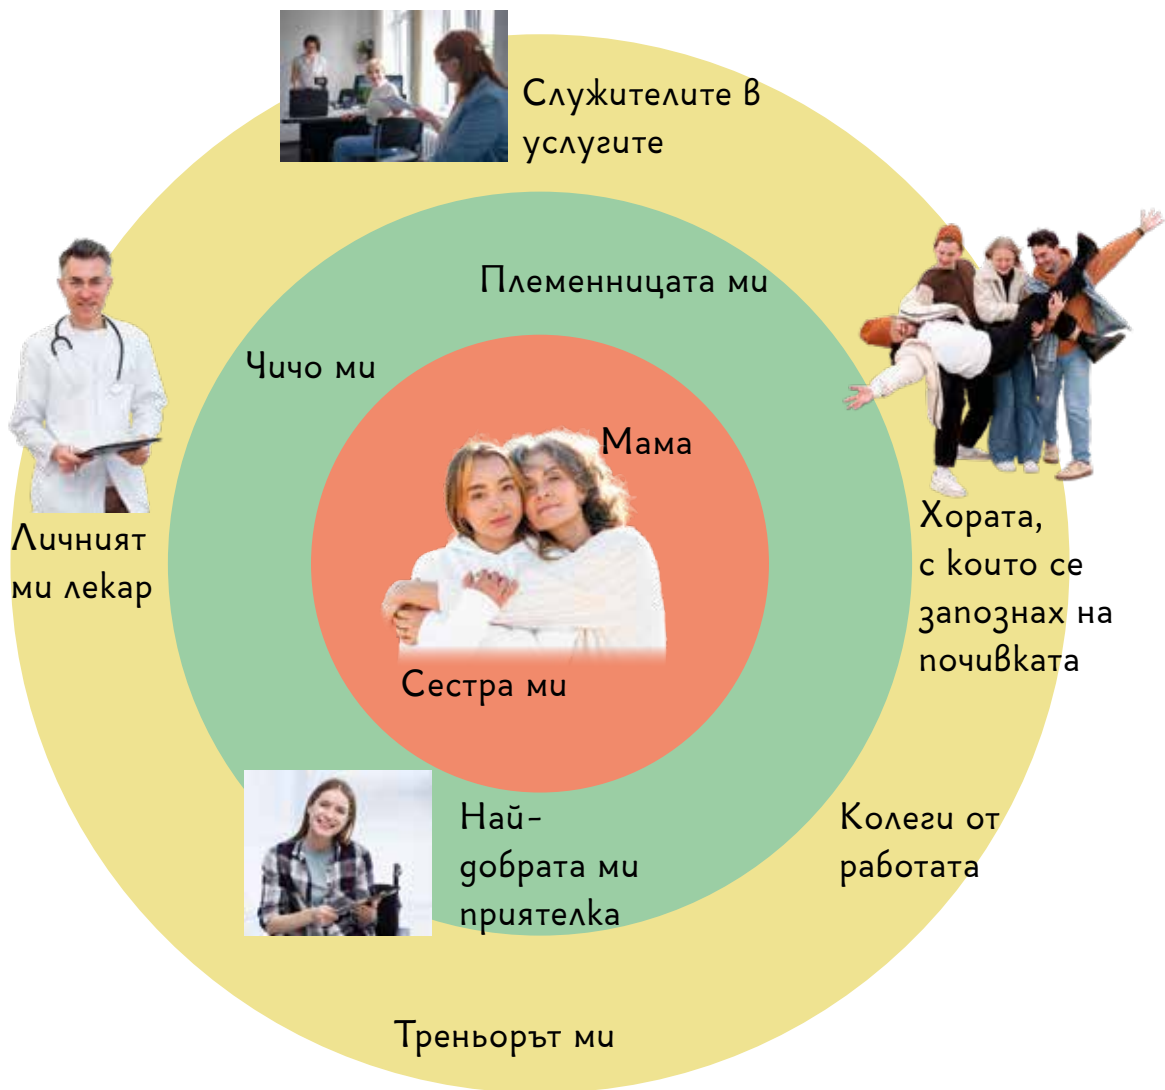 Служителите в
услугите
Племенницата ми
Чичо ми
Мама
Личният
ми лекар
Хората,
с които се
запознах на
почивката
Сестра ми
Най-
добрата ми
приятелка
Колеги от
работата
Треньорът ми